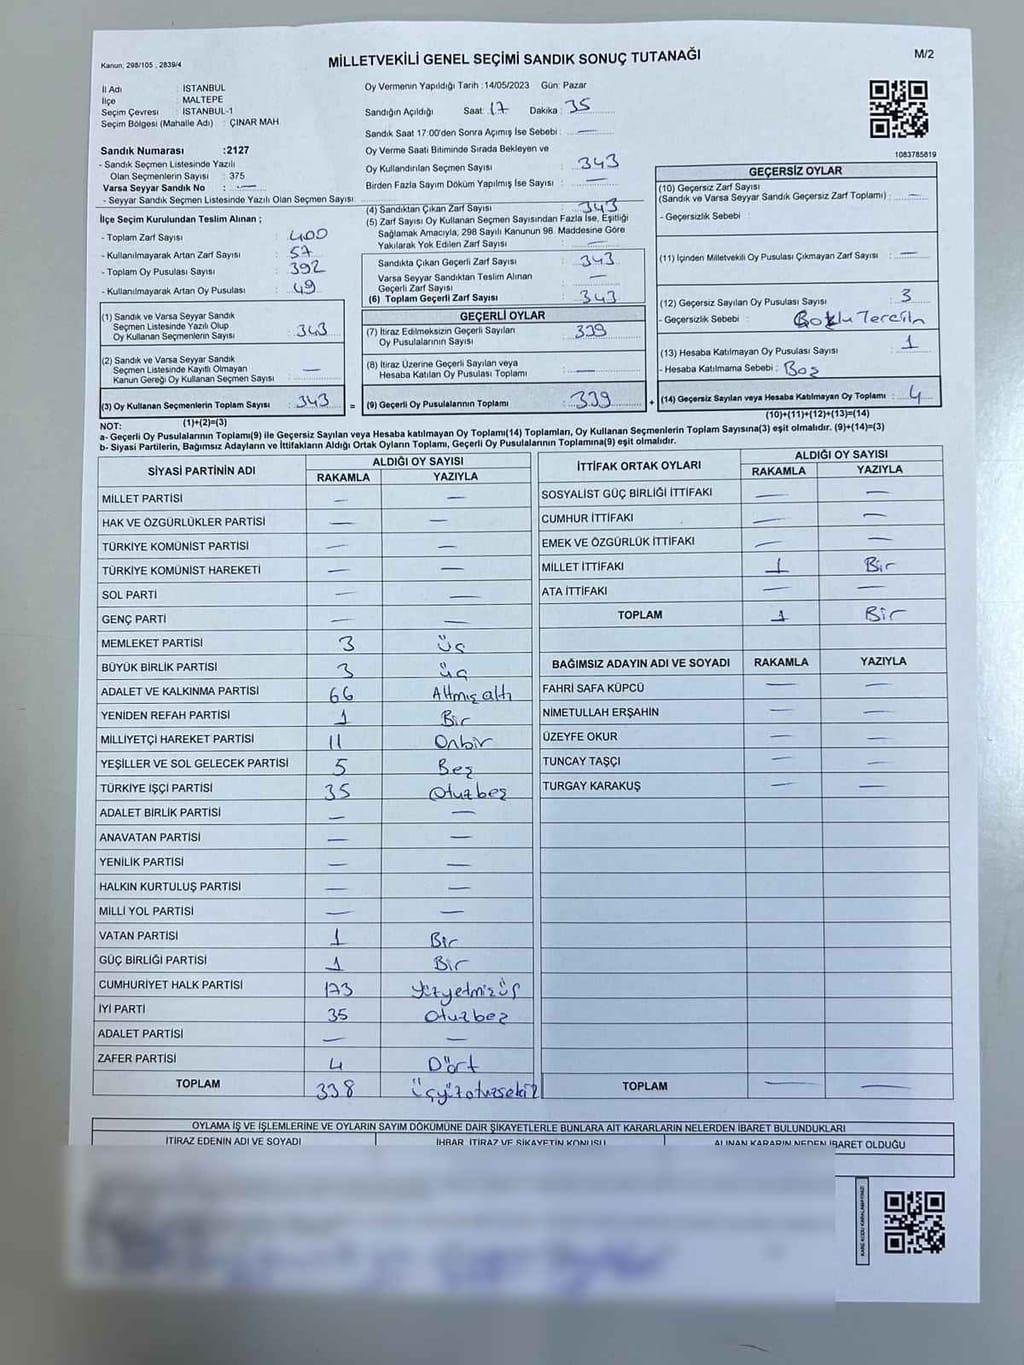 Kanun, 298/105 , 2839/4
MİLLETVEKİLİ GENEL SEÇİMİ SANDIK SONUÇ TUTANAĞI
M/2
İl Adı : İSTANBUL
İlçe : MALTEPE
Seçim Çevresi : İSTANBUL-1
Seçim Bölgesi (Mahalle Adı) : ÇINAR MAH
Sandık Numarası :2127
- Sandık Seçmen Listesinde Yazılı
Olan Seçmenlerin Sayısı : 375
Varsa Seyyar Sandık No : —
- Seyyar Sandık Seçmen Listesinde Yazılı Olan Seçmen Sayısı:
İlçe Seçim Kurulundan Teslim Alınan ;
- Toplam Zarf Sayısı : 400
- Kullanılmayarak Artan Zarf Sayısı : 57
- Toplam Oy Pusulası Sayısı : 392
- Kullanılmayarak Artan Oy Pusulası : 49
(1) Sandık ve Varsa Seyyar Sandık
Seçmen Listesinde Yazılı Olup
Oy Kullanan Seçmenlerin Sayısı : 343
(2) Sandık ve Varsa Seyyar Sandık
Seçmen Listesinde Kayıtlı Olmayan
Kanun Gereği Oy Kullanan Seçmen Sayısı : —
(3) Oy Kullanan Seçmenlerin Toplam Sayısı : 343
(1)+(2)=(3)
Oy Vermenin Yapıldığı Tarih :14/05/2023 Gün: Pazar
Sandığın Açıldığı Saat: 17 Dakika : 35
Sandık Saat 17:00'den Sonra Açımış İse Sebebi : —
Oy Verme Saati Bitiminde Sırada Bekleyen ve
Oy Kullandırılan Seçmen Sayısı : 343
Birden Fazla Sayım Döküm Yapılmış İse Sayısı : —
(4) Sandıktan Çıkan Zarf Sayısı : 343
(5) Zarf Sayısı Oy Kullanan Seçmen Sayısından Fazla İse, Eşitliği
Sağlamak Amacıyla; 298 Sayılı Kanunun 98. Maddesine Göre
Yakılarak Yok Edilen Zarf Sayısı : —
Sandıkta Çıkan Geçerli Zarf Sayısı : 343
Varsa Seyyar Sandıktan Teslim Alınan
Geçerli Zarf Sayısı : —
(6) Toplam Geçerli Zarf Sayısı : 343
GEÇERLİ OYLAR
(7) İtiraz Edilmeksizin Geçerli Sayılan
Oy Pusulalarının Sayısı : 339
(8) İtiraz Üzerine Geçerli Sayılan veya
Hesaba Katılan Oy Pusulası Toplamı : —
= (9) Geçerli Oy Pusulalarının Toplamı : 339
1083785819
GEÇERSİZ OYLAR
(10) Geçersiz Zarf Sayısı
(Sandık ve Varsa Seyyar Sandık Geçersiz Zarf Toplamı) : —
- Geçersizlik Sebebi :
(11) İçinden Milletvekili Oy Pusulası Çıkmayan Zarf Sayısı : —
(12) Geçersiz Sayılan Oy Pusulası Sayısı : 3
- Geçersizlik Sebebi :
(13) Hesaba Katılmayan Oy Pusulası Sayısı : 1
- Hesaba Katılmama Sebebi : Boş
+ (14) Geçersiz Sayılan veya Hesaba Katılmayan Oy Toplamı : 4
(10)+(11)+(12)+(13)=(14)
NOT:
a- Geçerli Oy Pusulalarının Toplamı(9) ile Geçersiz Sayılan veya Hesaba katılmayan Oy Toplamı(14) Toplamları, Oy Kullanan Seçmenlerin Toplam Sayısına(3) eşit olmalıdır. (9)+(14)=(3)
b- Siyasi Partilerin, Bağımsız Adayların ve İttifakların Aldığı Ortak Oyların Toplamı, Geçerli Oy Pusulalarının Toplamına(9) eşit olmalıdır.
SİYASİ PARTİNİN ADI ALDIĞI OY SAYISI
RAKAMLA YAZIYLA
MİLLET PARTİSİ — —
HAK VE ÖZGÜRLÜKLER PARTİSİ — —
TÜRKİYE KOMÜNİST PARTİSİ — —
TÜRKİYE KOMÜNİST HAREKETİ — —
SOL PARTİ — —
GENÇ PARTİ — —
MEMLEKET PARTİSİ 3 Üç
BÜYÜK BİRLİK PARTİSİ 3 Üç
ADALET VE KALKINMA PARTİSİ 66 Altmışaltı
YENİDEN REFAH PARTİSİ 1 Bir
MİLLİYETÇİ HAREKET PARTİSİ 11 Onbir
YEŞİLLER VE SOL GELECEK PARTİSİ 5 Beş
TÜRKİYE İŞÇİ PARTİSİ 35 Otuzbeş
ADALET BİRLİK PARTİSİ — —
ANAVATAN PARTİSİ — —
YENİLİK PARTİSİ — —
HALKIN KURTULUŞ PARTİSİ — —
MİLLİ YOL PARTİSİ — —
VATAN PARTİSİ 1 Bir
GÜÇ BİRLİĞİ PARTİSİ 1 Bir
CUMHURİYET HALK PARTİSİ 173 Yüzyetmişüç
İYİ PARTİ 35 Otuzbeş
ADALET PARTİSİ — —
ZAFER PARTİSİ 4 Dört
TOPLAM 338 Üçyüzotuzsekiz
İTTİFAK ORTAK OYLARI ALDIĞI OY SAYISI
RAKAMLA YAZIYLA
SOSYALİST GÜÇ BİRLİĞİ İTTİFAKI — —
CUMHUR İTTİFAKI — —
EMEK VE ÖZGÜRLÜK İTTİFAKI — —
MİLLET İTTİFAKI 1 Bir
ATA İTTİFAKI — —
TOPLAM 1 Bir
BAĞIMSIZ ADAYIN ADI VE SOYADI RAKAMLA YAZIYLA
FAHRİ SAFA KÜPCÜ — —
NİMETULLAH ERŞAHİN — —
ÜZEYFE OKUR — —
TUNCAY TAŞÇI — —
TURGAY KARAKUŞ — —
TOPLAM — —
OYLAMA İŞ VE İŞLEMLERİNE VE OYLARIN SAYIM DÖKÜMÜNE DAİR ŞİKAYETLERLE BUNLARA AİT KARARLARIN NELERDEN İBARET BULUNDUKLARI
İTİRAZ EDENİN ADI VE SOYADI İHBAR, İTİRAZ VE ŞİKAYETİN KONUSU ALINAN KARARIN NEDEN İBARET OLDUĞU